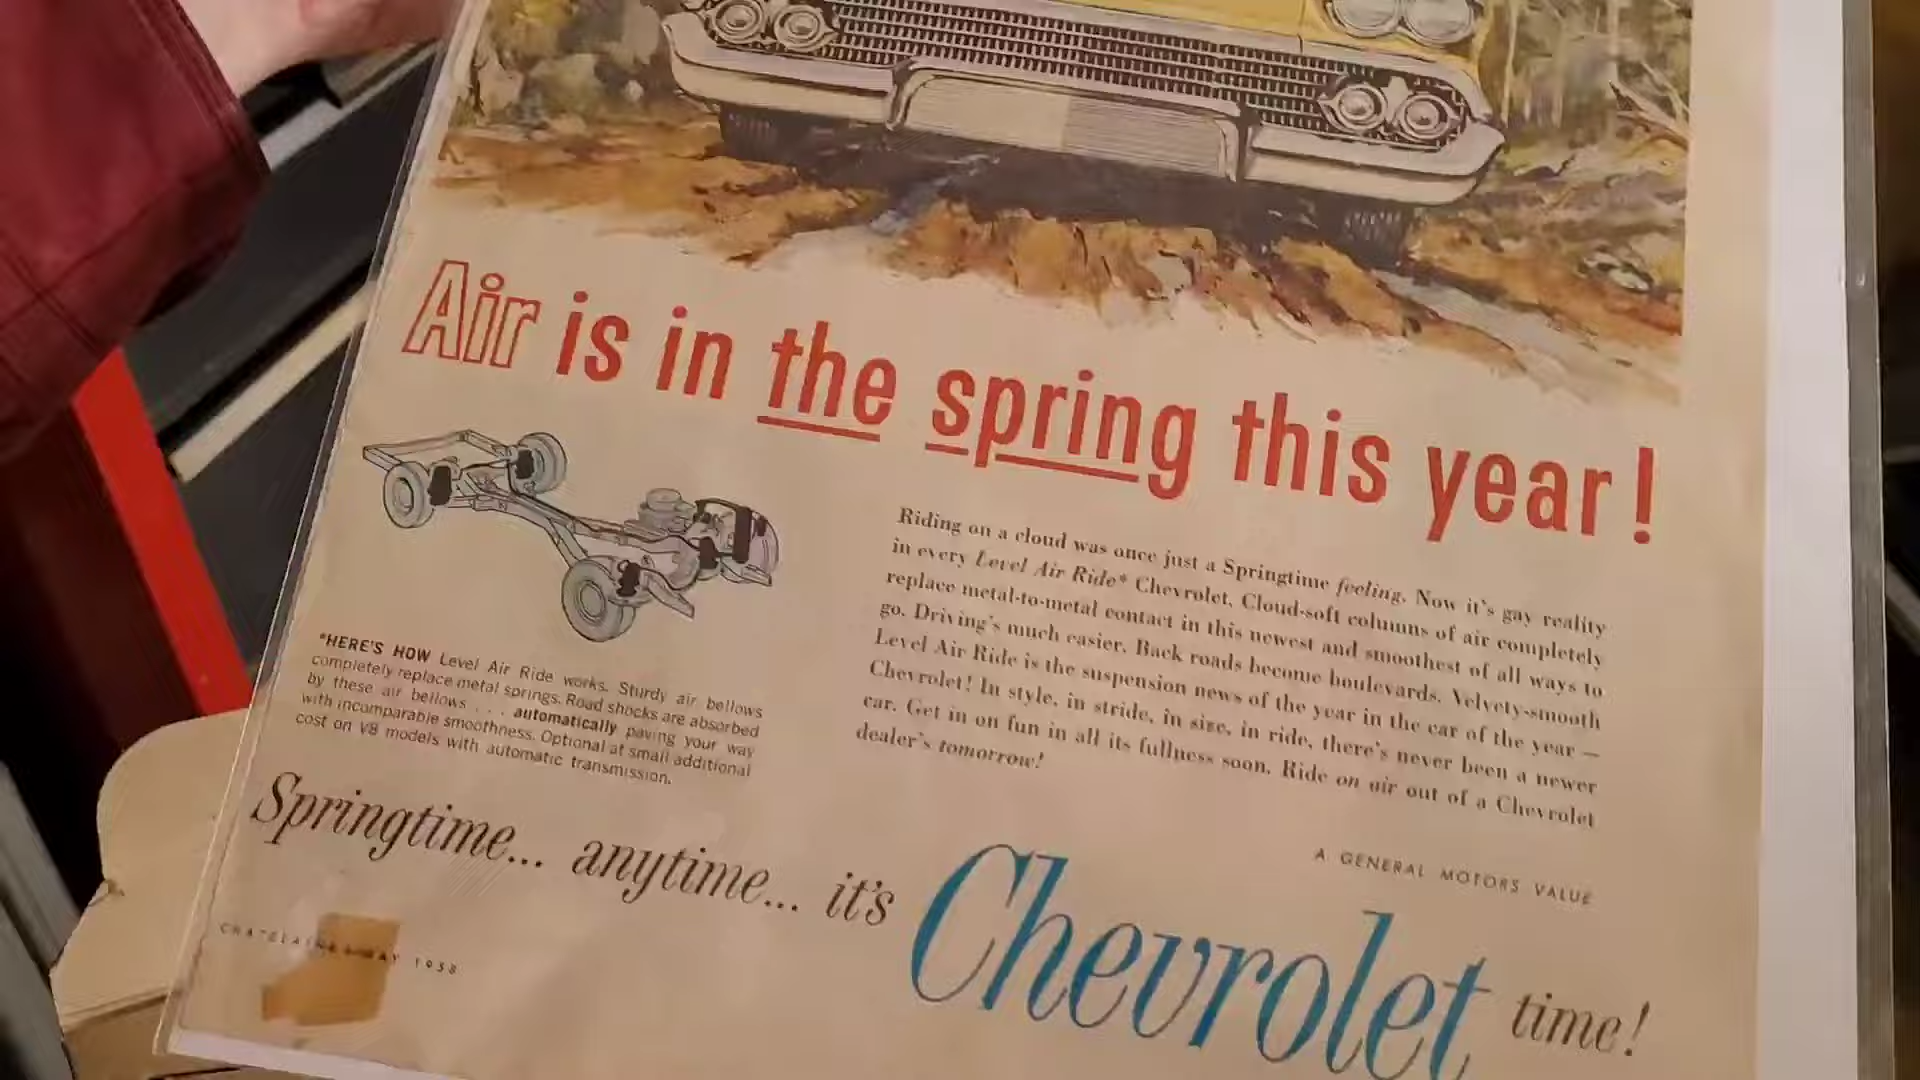 Air is in the spring this year!
Riding on a cloud was once just a Springtime feeling. Now it's gay reality
in every Level Air Ride* Chevrolet. Cloud-soft columns of air completely
replace metal-to-metal contact in this newest and smoothest of all ways to
go. Driving's much easier. Back roads become boulevards. Velvety-smooth
Level Air Ride is the suspension news of the year in the car of the year —
Chevrolet! In style, in stride, in size, in ride, there's never been a newer
car. Get in on fun in all its fullness soon. Ride on air out of a Chevrolet
dealer's tomorrow!
*HERE'S HOW Level Air Ride works. Sturdy air bellows
completely replace metal springs. Road shocks are absorbed
by these air bellows . . . automatically paving your way
with incomparable smoothness. Optional at small additional
cost on V8 models with automatic transmission.
A GENERAL MOTORS VALUE
Springtime... anytime... it's Chevrolet time!
CHATELAINE MAY 1958